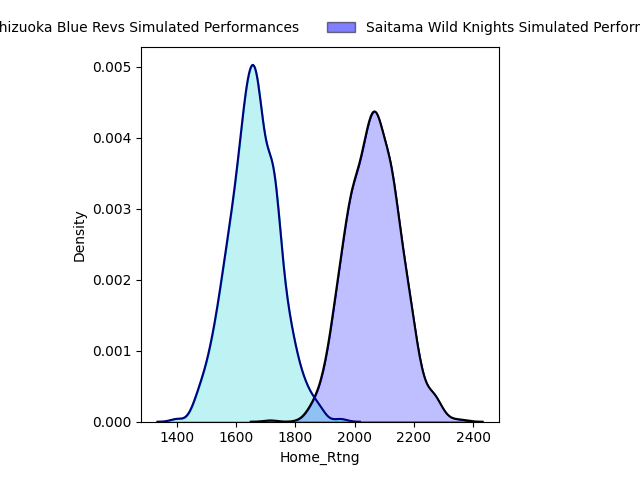 hizuoka Blue Revs Simulated Performances
Saitama Wild Knights Simulated Perfor
0.005
0.004
0.003
0.002
0.001
0.000
Density
1400 1600 1800 2000 2200 2400
Home_Rtng